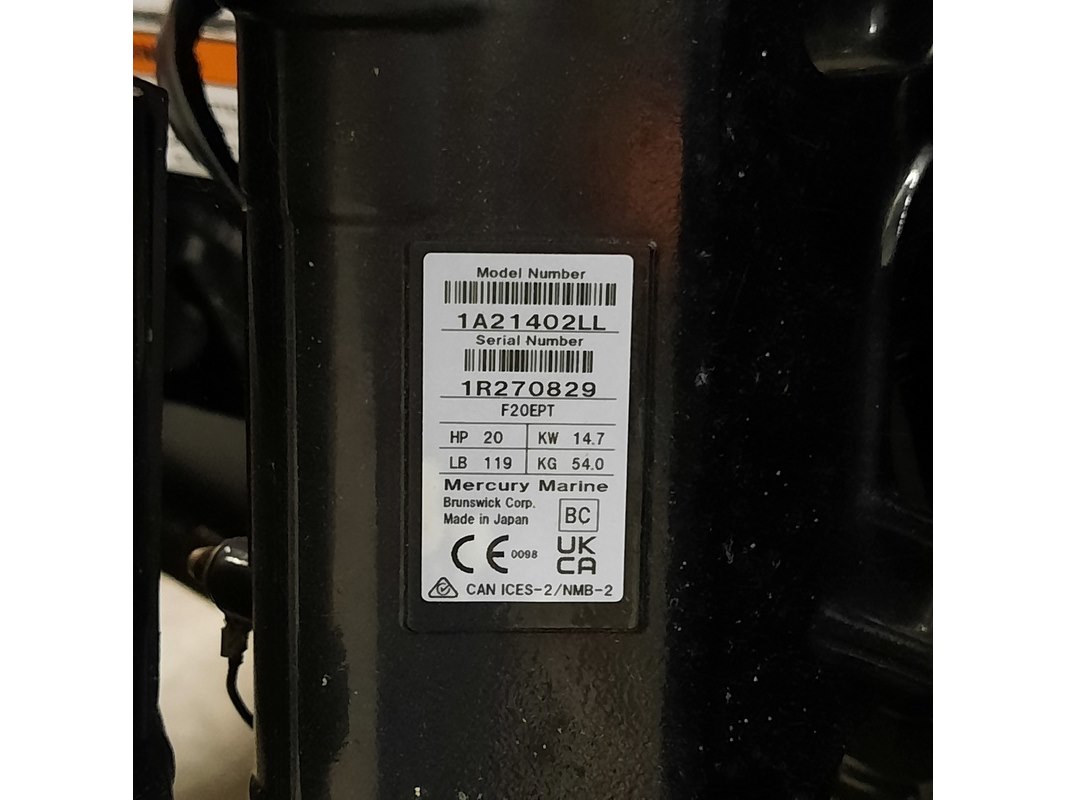 Model Number
1A21402LL
Serial Number
1R270829
F20EPT
HP 20 KW 14.7
LB 119 KG 54.0
Mercury Marine
Brunswick Corp.
Made in Japan
BC
CE 0098
UK
CA
CAN ICES-2/NMB-2